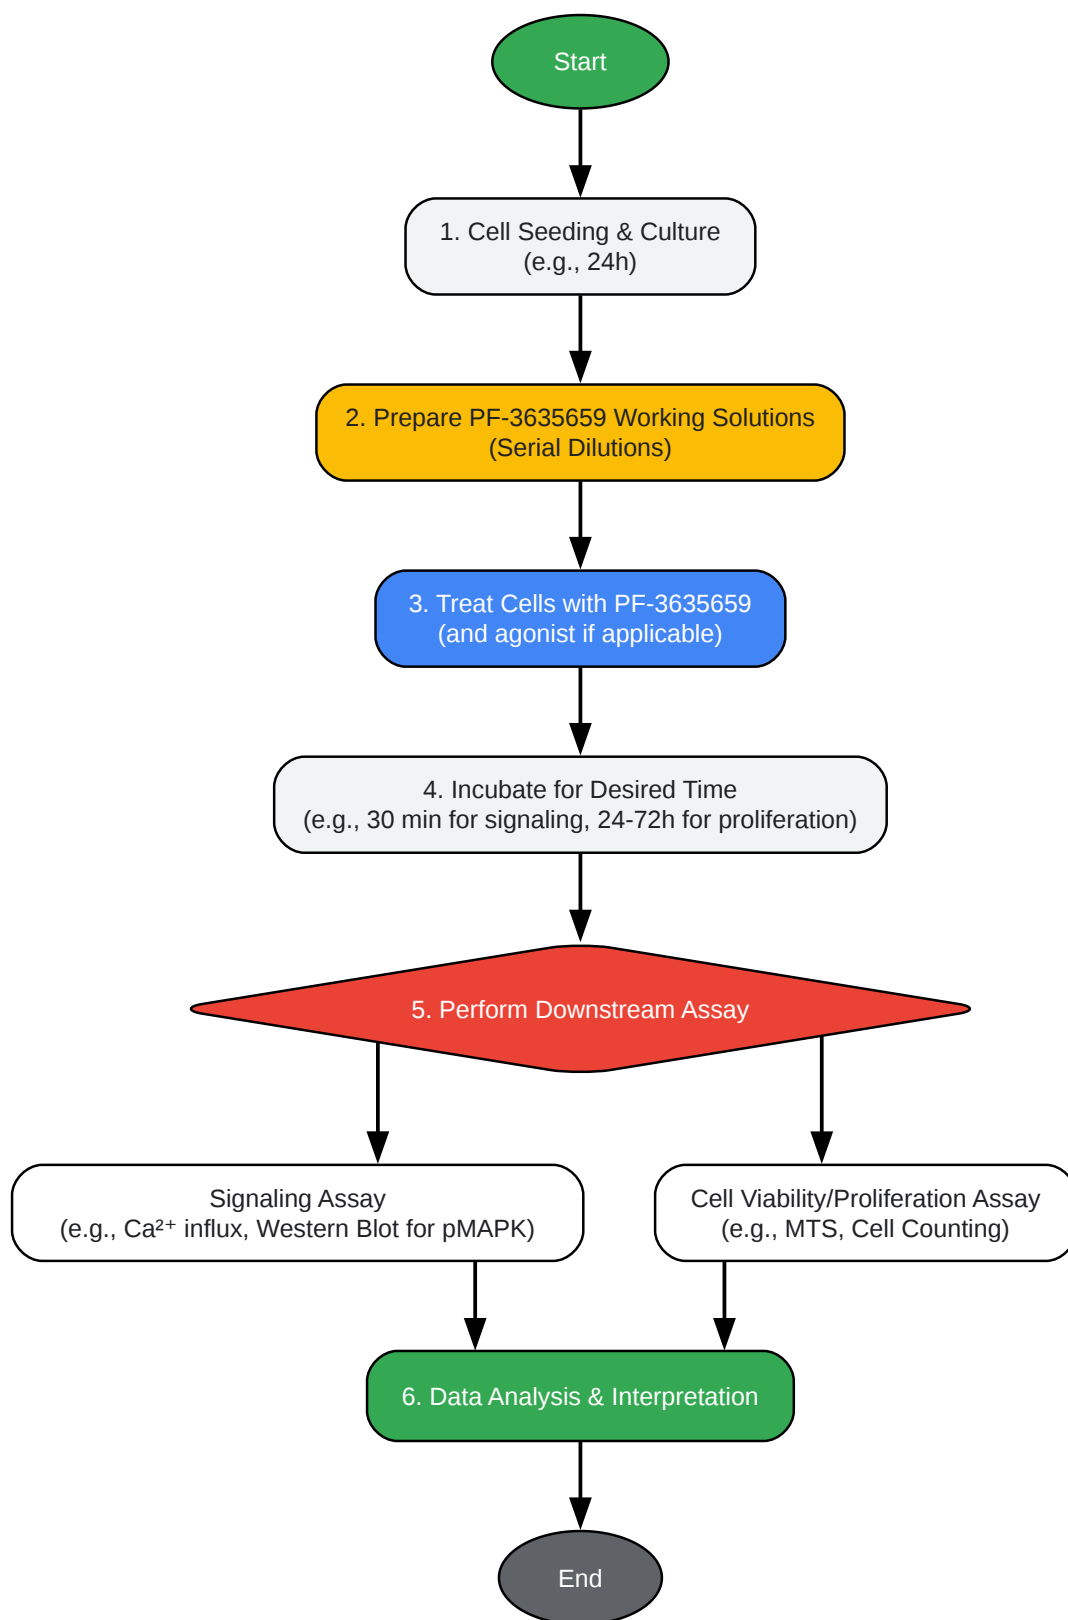 Start
1. Cell Seeding & Culture
(e.g., 24h)
2. Prepare PF-3635659 Working Solutions
(Serial Dilutions)
3. Treat Cells with PF-3635659
(and agonist if applicable)
4. Incubate for Desired Time
(e.g., 30 min for signaling, 24-72h for proliferation)
5. Perform Downstream Assay
Signaling Assay
(e.g., Ca²⁺ influx, Western Blot for pMAPK)
Cell Viability/Proliferation Assay
(e.g., MTS, Cell Counting)
6. Data Analysis & Interpretation
End